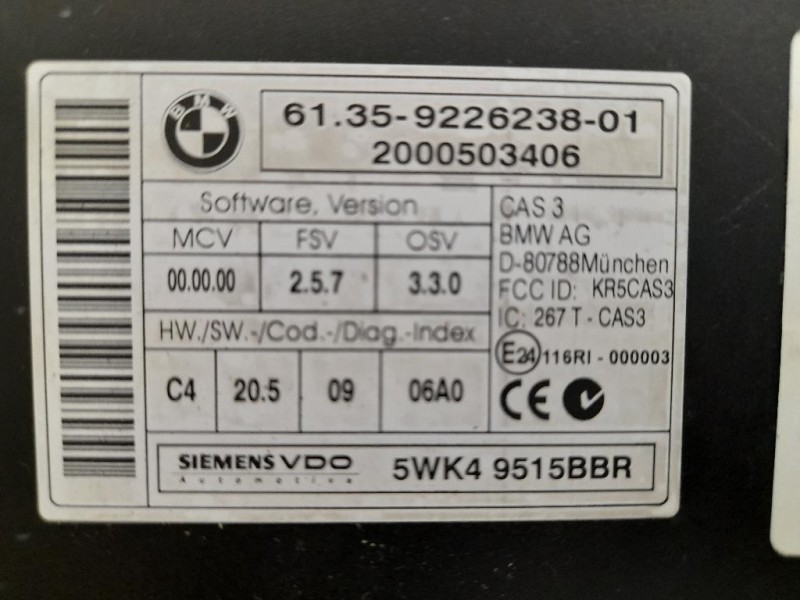 BMW
61.35-9226238-01
2000503406
Software, Version
MCV FSV OSV
00.00.00 2.5.7 3.3.0
HW./SW.-/Cod.-/Diag.-Index
C4 20.5 09 06A0
CAS 3
BMW AG
D-80788München
FCC ID: KR5CAS3
IC: 267 T - CAS3
E24 116RI - 000003
CE
SIEMENS VDO
Automotive
5WK4 9515BBR